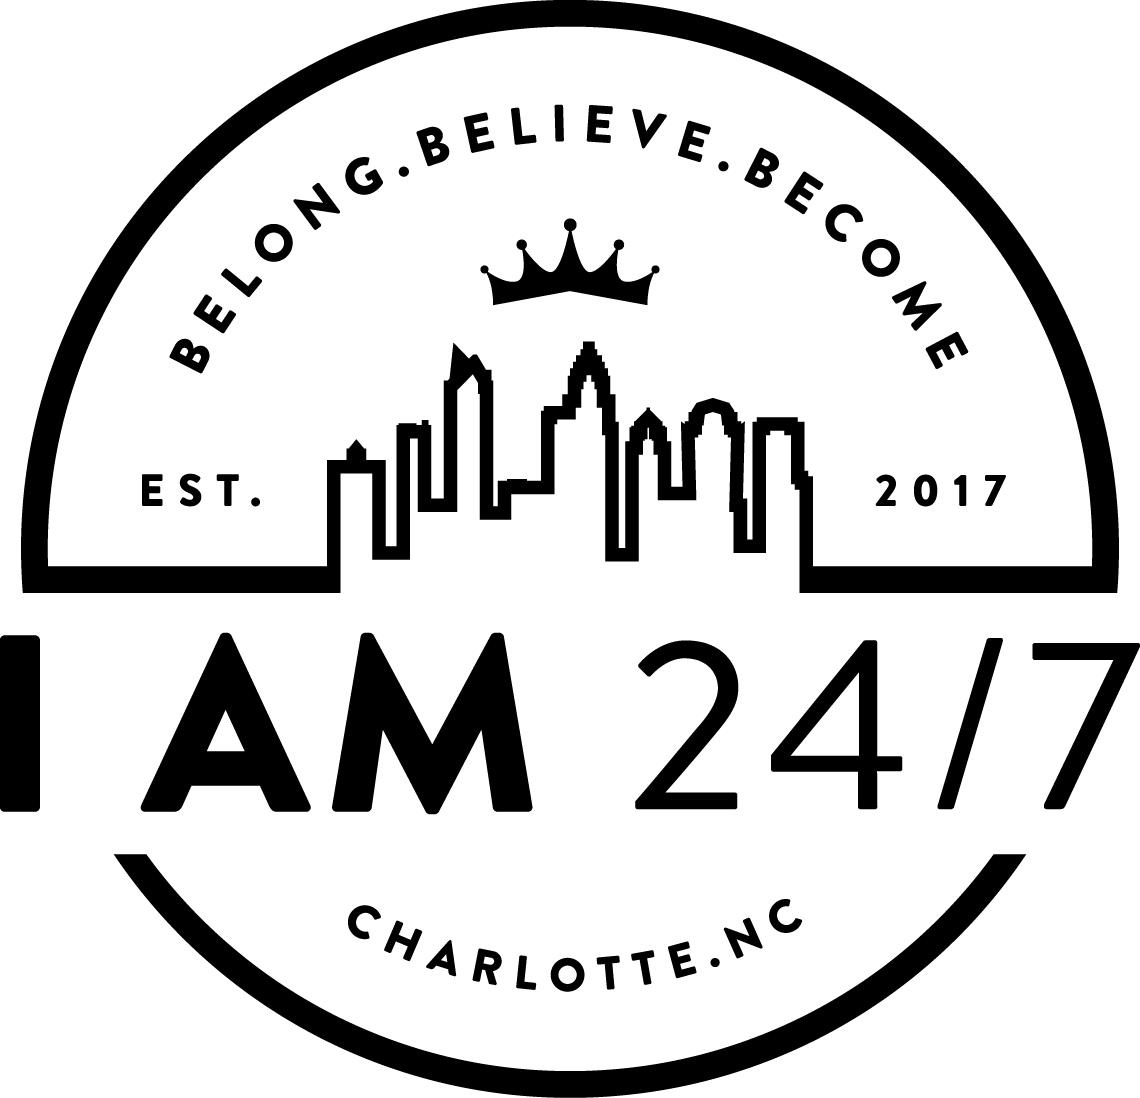 BELONG.BELIEVE.BECOME
EST. 2017
I AM 24/7
CHARLOTTE.NC